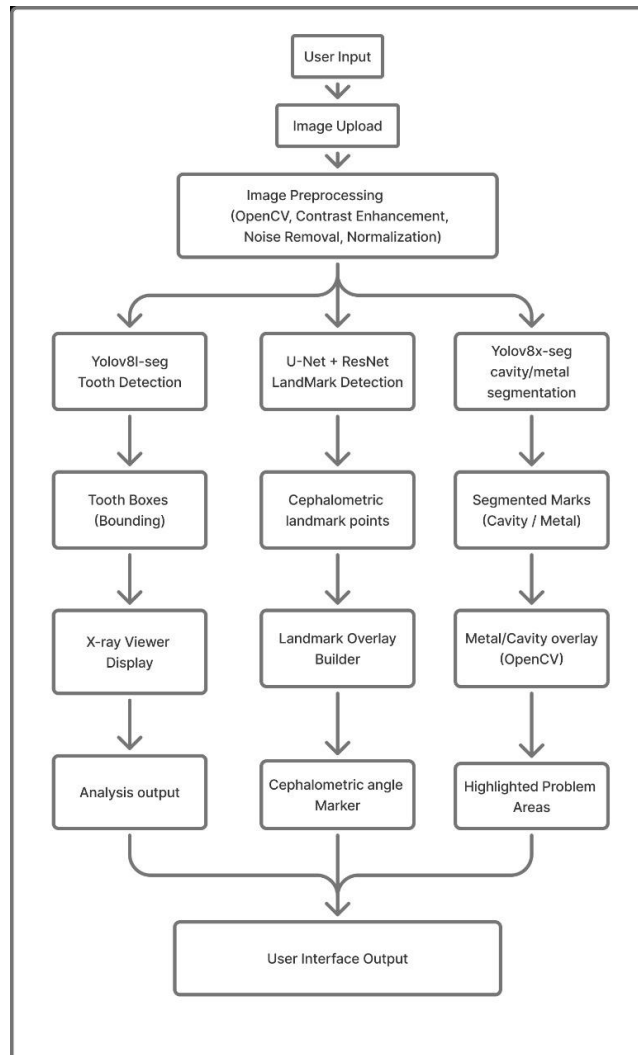 User Input
Image Upload
Image Preprocessing
(OpenCV, Contrast Enhancement,
Noise Removal, Normalization)
Yolov8l-seg
Tooth Detection
U-Net + ResNet
LandMark Detection
Yolov8x-seg
cavity/metal
segmentation
Tooth Boxes
(Bounding)
Cephalometric
landmark points
Segmented Marks
(Cavity / Metal)
X-ray Viewer
Display
Landmark Overlay
Builder
Metal/Cavity overlay
(OpenCV)
Analysis output
Cephalometric angle
Marker
Highlighted Problem
Areas
User Interface Output